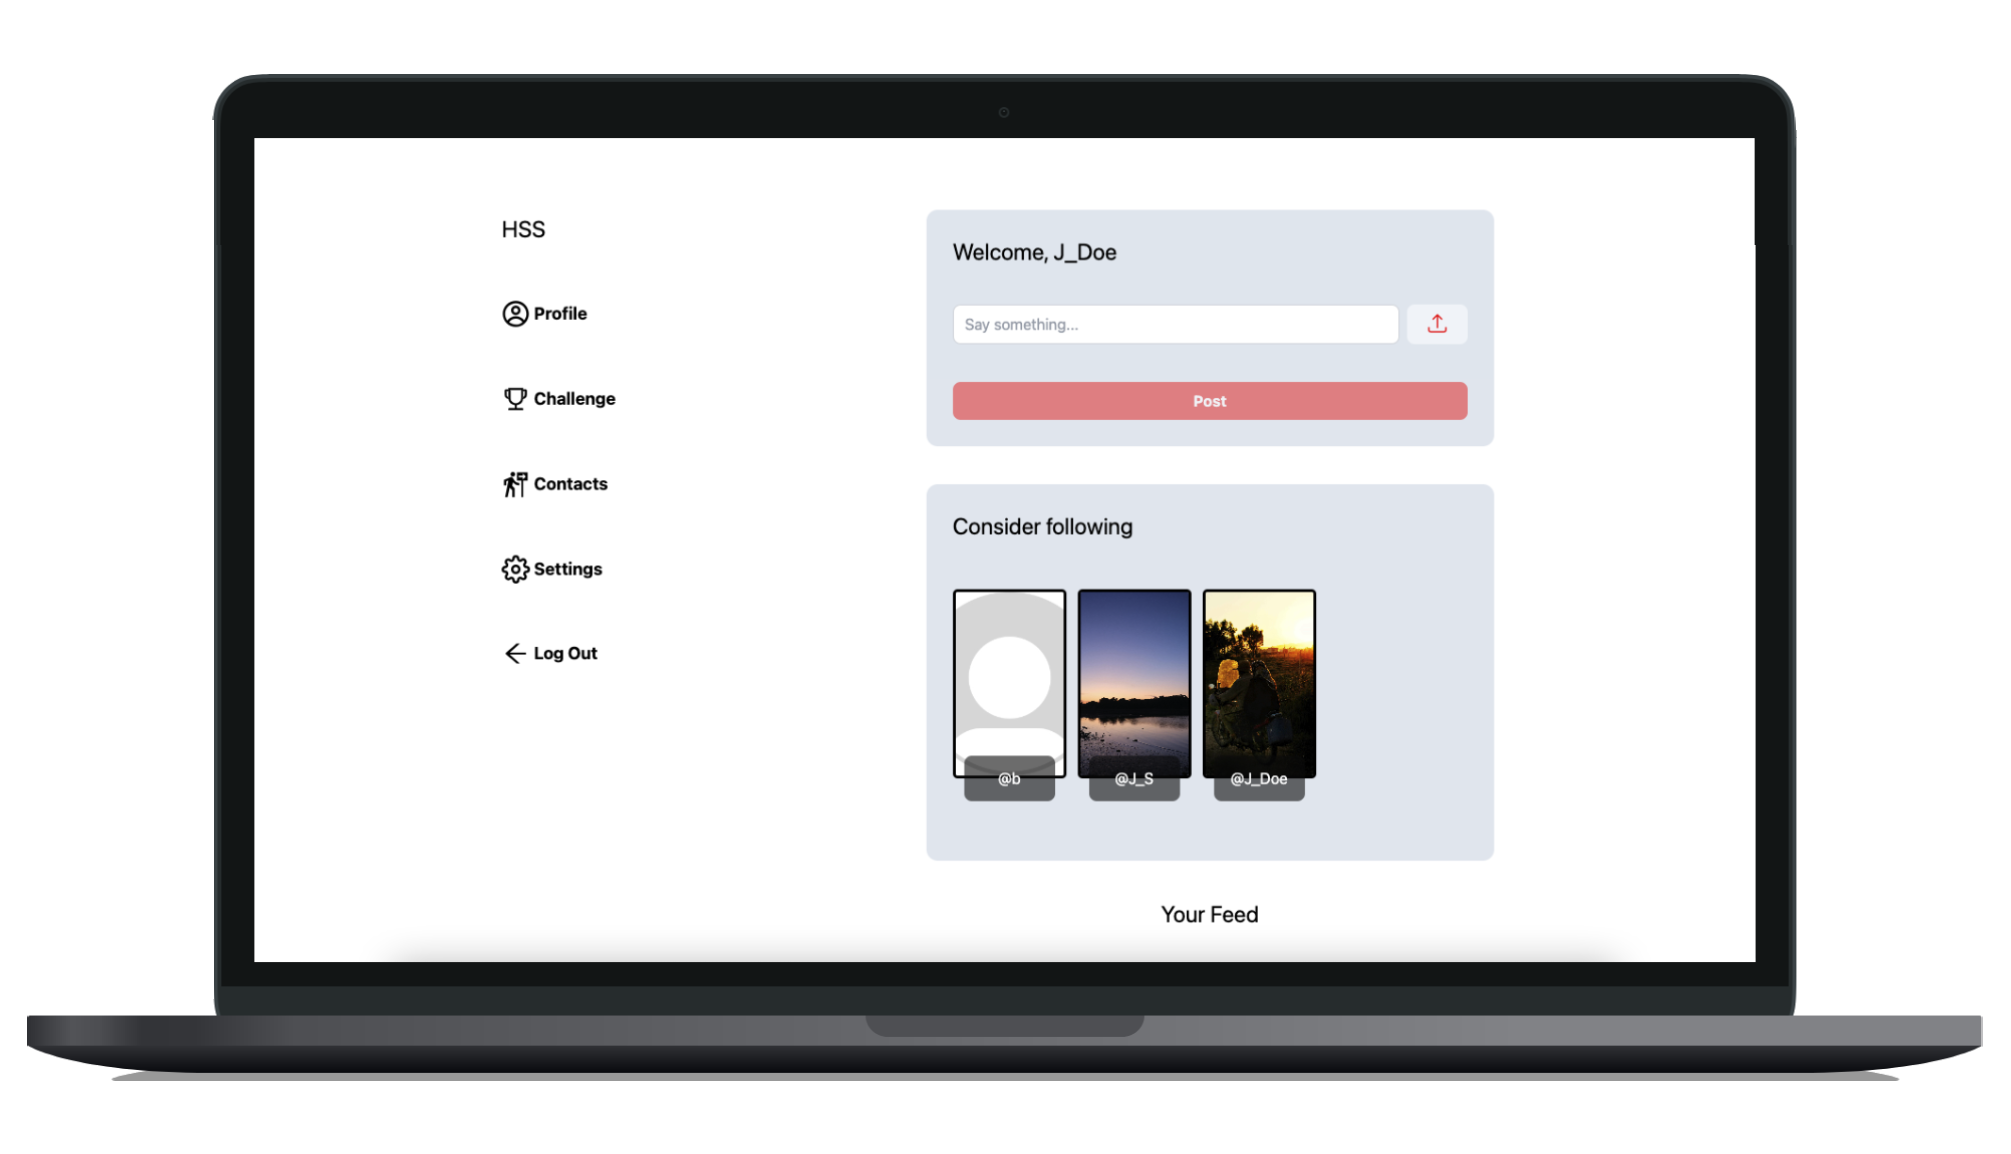 HSS
Profile
Challenge
Contacts
Settings
Log Out
Welcome, J_Doe
Say something...
Post
Consider following
@b
@J_S
@J_Doe
Your Feed